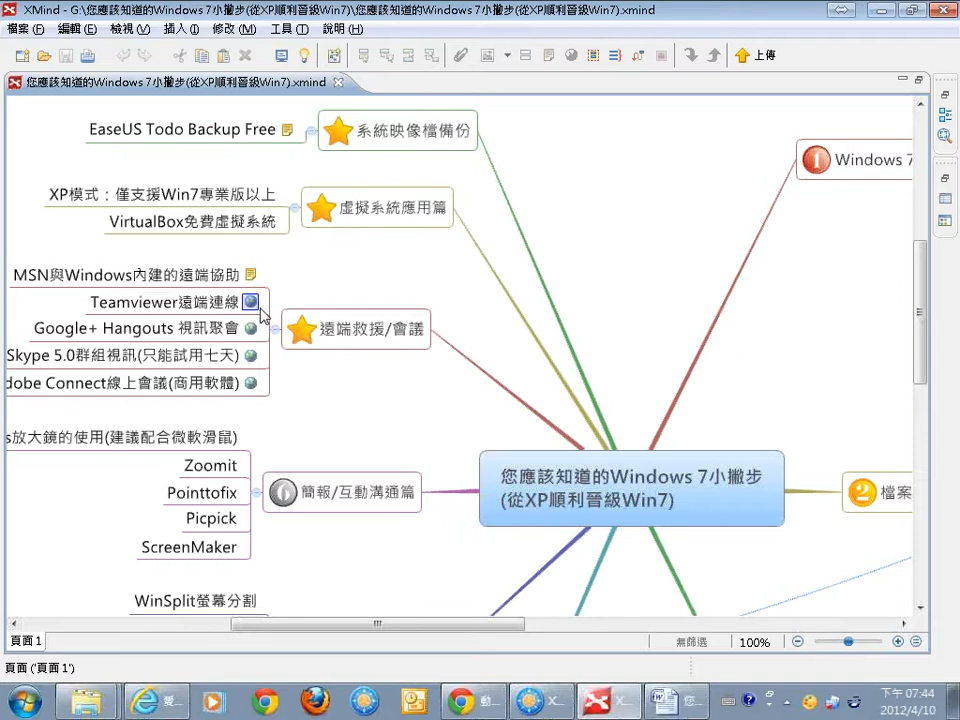 XMind - G:\您應該知道的Windows 7小撇步(從XP順利晉級Win7)\您應該知道的Windows 7小撇步(從XP順利晉級Win7).xmind
檔案(F) 編輯(E) 檢視(V) 插入(I) 修改(M) 工具(T) 說明(H)
上傳
您應該知道的Windows 7小撇步(從XP順利晉級Win7).xmind
EaseUS Todo Backup Free
系統映像檔備份
1 Windows 7
XP模式：僅支援Win7專業版以上
VirtualBox免費虛擬系統
虛擬系統應用篇
MSN與Windows內建的遠端協助
Teamviewer遠端連線
Google+ Hangouts 視訊聚會
Skype 5.0群組視訊(只能試用七天)
dobe Connect線上會議(商用軟體)
遠端救援/會議
s放大鏡的使用(建議配合微軟滑鼠)
Zoomit
Pointtofix
Picpick
ScreenMaker
6 簡報/互動溝通篇
您應該知道的Windows 7小撇步
(從XP順利晉級Win7)
2 檔案
WinSplit螢幕分割
頁面 1
無篩選
100%
頁面 ('頁面 1')
愛...
動...
X...
X...
您...
下午 07:44
2012/4/10